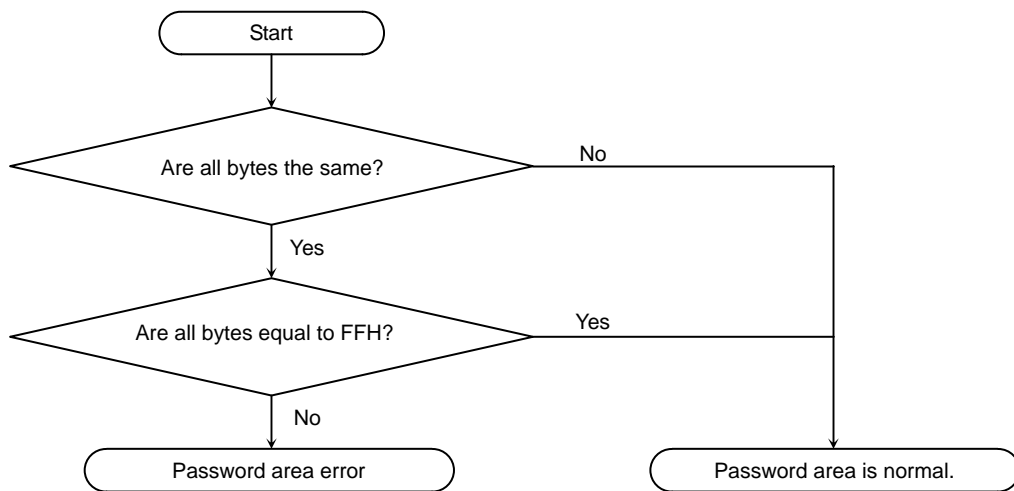 Start
Are all bytes the same?
No
Yes
Are all bytes equal to FFH?
Yes
No
Password area error
Password area is normal.